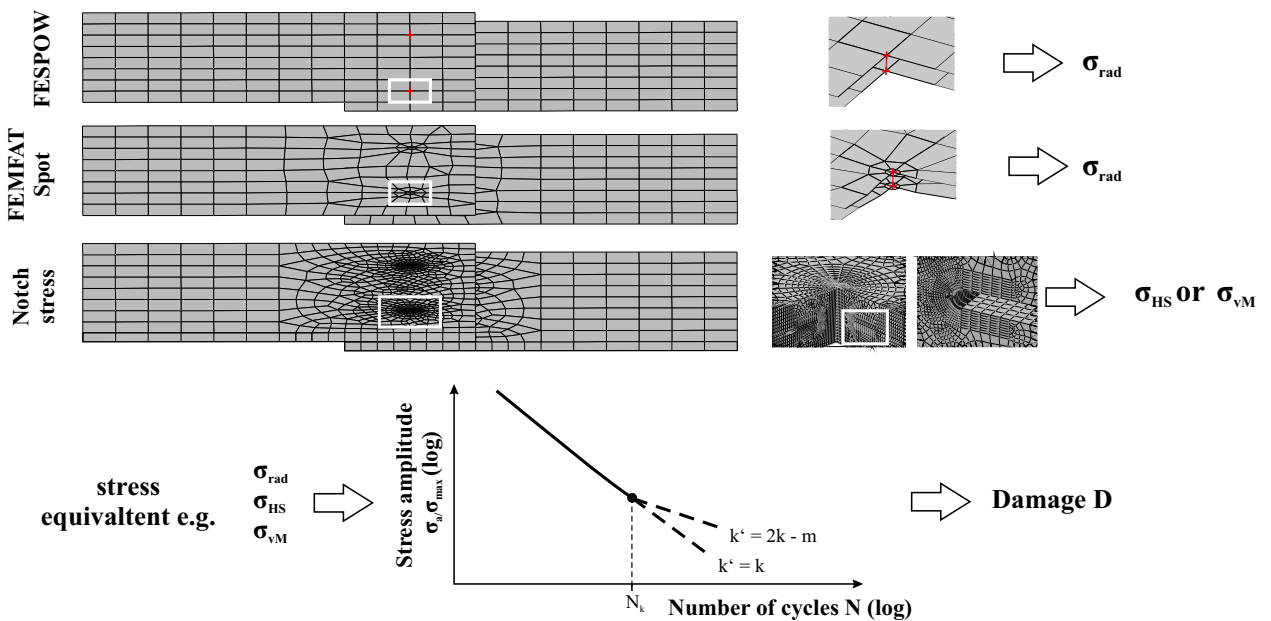 FESPOW
σrad
FEMFAT
Spot
σrad
Notch
stress
σHS or σvM
stress
equivaltent e.g.
σrad
σHS
σvM
Stress amplitude
σa/σmax (log)
k‘ = 2k - m
k‘ = k
Nk
Number of cycles N (log)
Damage D